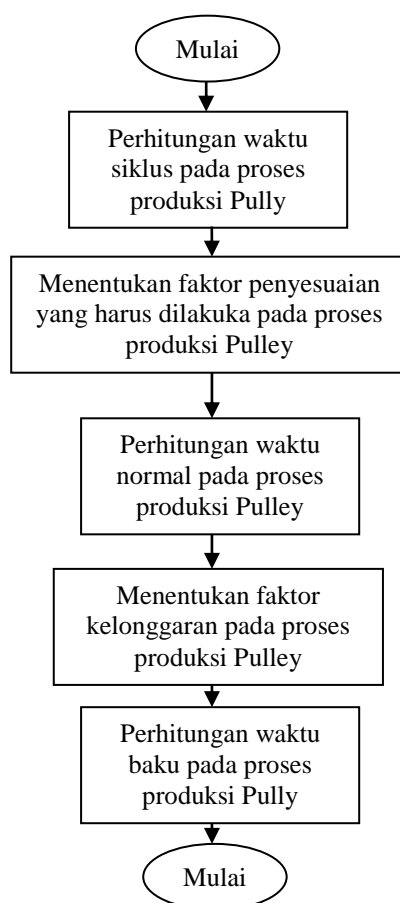 Mulai
Perhitungan waktu
siklus pada proses
produksi Pully
Menentukan faktor penyesuaian
yang harus dilakuka pada proses
produksi Pulley
Perhitungan waktu
normal pada proses
produksi Pulley
Menentukan faktor
kelonggaran pada proses
produksi Pulley
Perhitungan waktu
baku pada proses
produksi Pully
Mulai